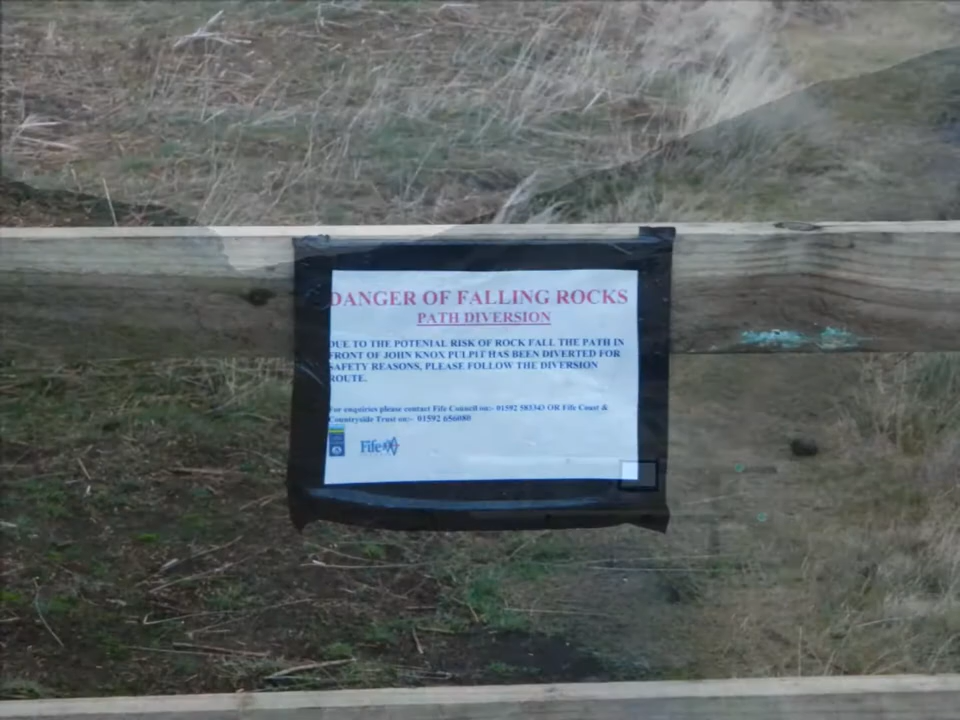 DANGER OF FALLING ROCKS
PATH DIVERSION
DUE TO THE POTENIAL RISK OF ROCK FALL THE PATH IN
FRONT OF JOHN KNOX PULPIT HAS BEEN DIVERTED FOR
SAFETY REASONS, PLEASE FOLLOW THE DIVERSION
ROUTE.
For enquiries please contact Fife Council on:- 01592 583343 OR Fife Coast &
Countryside Trust on:- 01592 656080
Fife